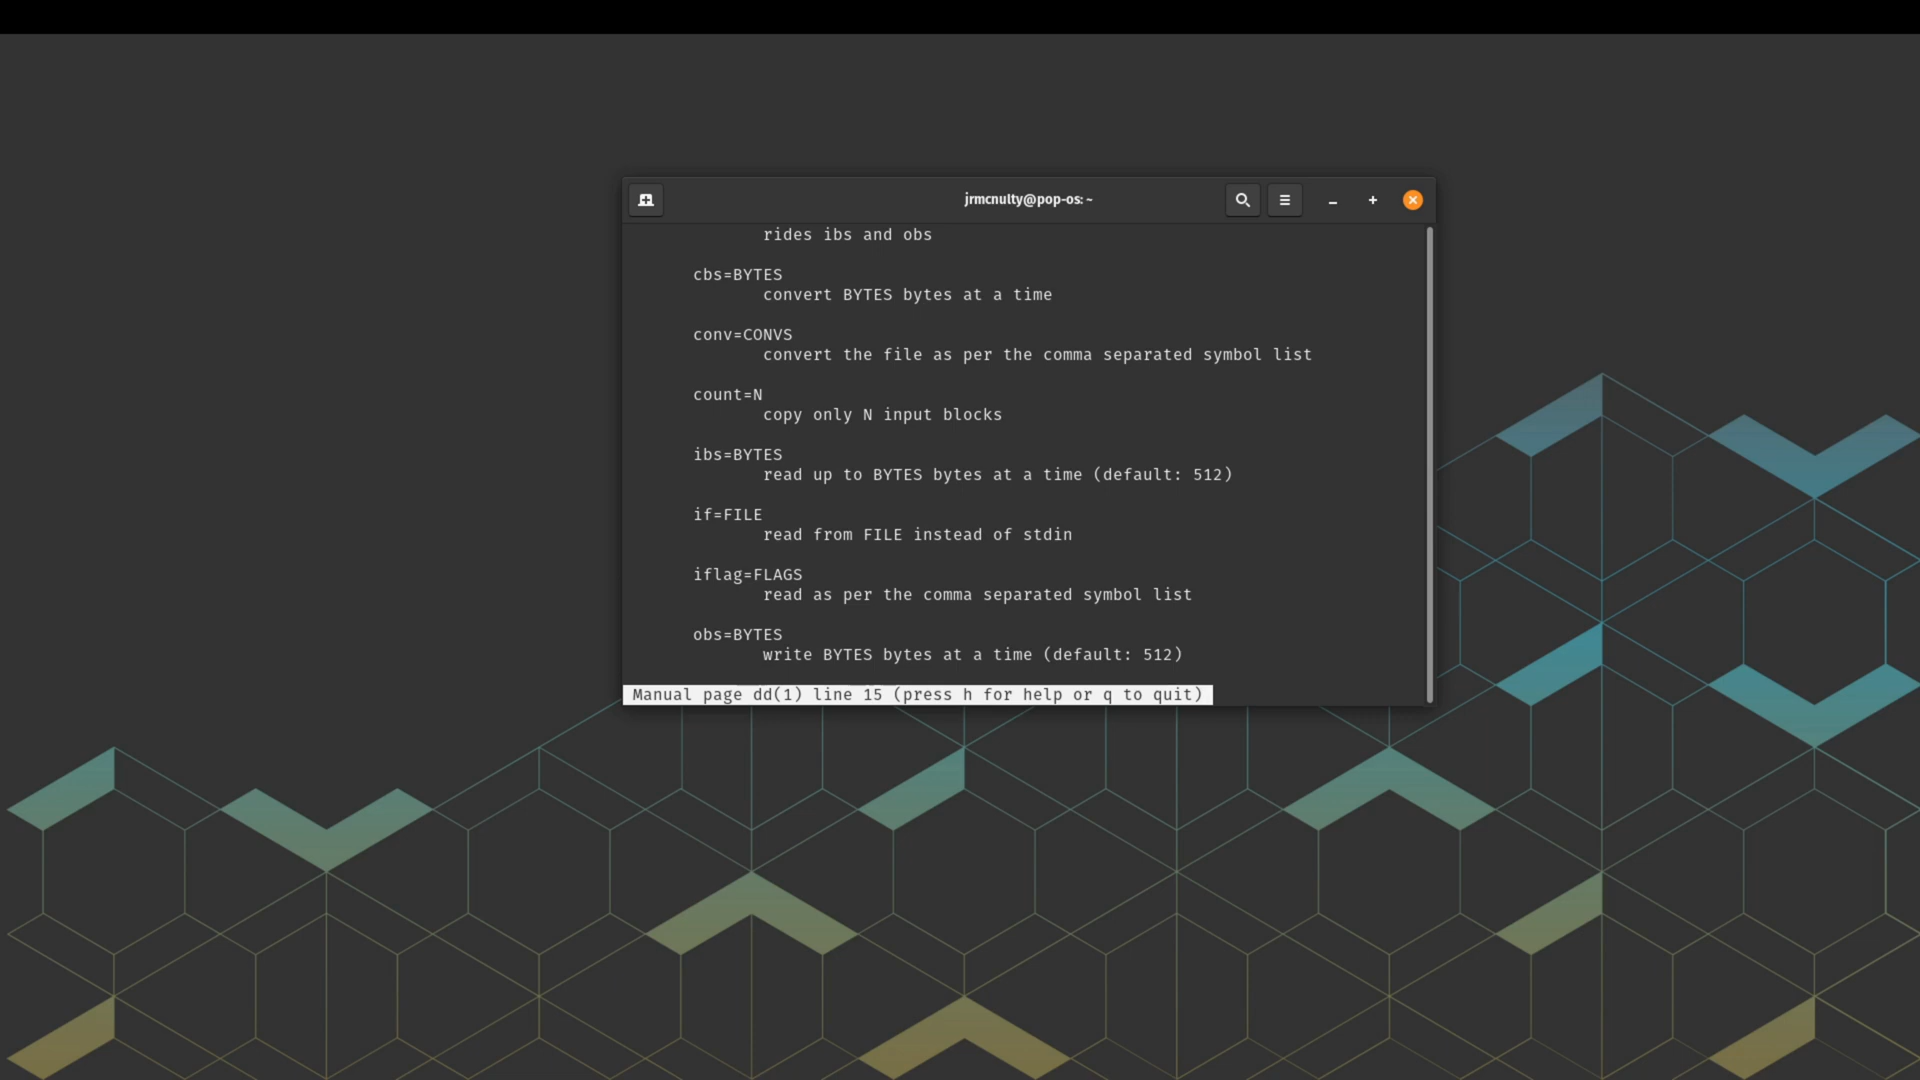 jrmcnulty@pop-os: ~
rides ibs and obs
cbs=BYTES
convert BYTES bytes at a time
conv=CONVS
convert the file as per the comma separated symbol list
count=N
copy only N input blocks
ibs=BYTES
read up to BYTES bytes at a time (default: 512)
if=FILE
read from FILE instead of stdin
iflag=FLAGS
read as per the comma separated symbol list
obs=BYTES
write BYTES bytes at a time (default: 512)
Manual page dd(1) line 15 (press h for help or q to quit)